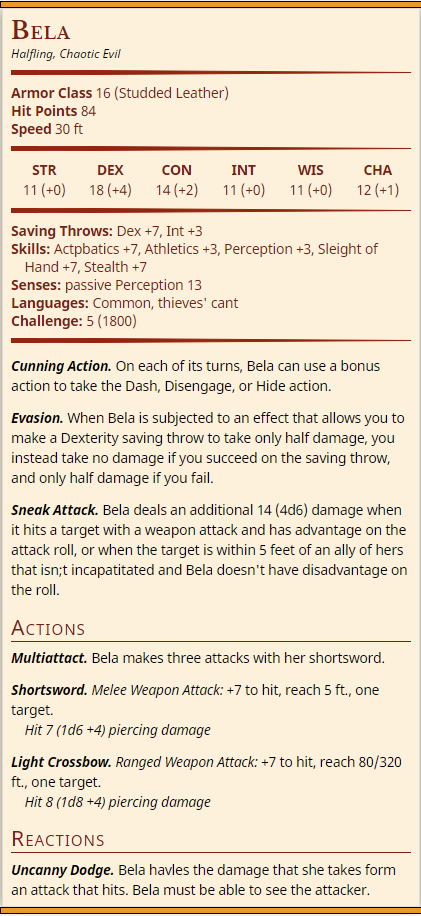 Bela
Halfling, Chaotic Evil
Armor Class 16 (Studded Leather)
Hit Points 84
Speed 30 ft
STR DEX CON INT WIS CHA
11 (+0) 18 (+4) 14 (+2) 11 (+0) 11 (+0) 12 (+1)
Saving Throws: Dex +7, Int +3
Skills: Actpbatics +7, Athletics +3, Perception +3, Sleight of
Hand +7, Stealth +7
Senses: passive Perception 13
Languages: Common, thieves' cant
Challenge: 5 (1800)
Cunning Action. On each of its turns, Bela can use a bonus
action to take the Dash, Disengage, or Hide action.
Evasion. When Bela is subjected to an effect that allows you to
make a Dexterity saving throw to take only half damage, you
instead take no damage if you succeed on the saving throw,
and only half damage if you fail.
Sneak Attack. Bela deals an additional 14 (4d6) damage when
it hits a target with a weapon attack and has advantage on the
attack roll, or when the target is within 5 feet of an ally of hers
that isn;t incapatitated and Bela doesn't have disadvantage on
the roll.
Actions
Multiattact. Bela makes three attacks with her shortsword.
Shortsword. Melee Weapon Attack: +7 to hit, reach 5 ft., one
target.
Hit 7 (1d6 +4) piercing damage
Light Crossbow. Ranged Weapon Attack: +7 to hit, reach 80/320
ft., one target.
Hit 8 (1d8 +4) piercing damage
Reactions
Uncanny Dodge. Bela havles the damage that she takes form
an attack that hits. Bela must be able to see the attacker.